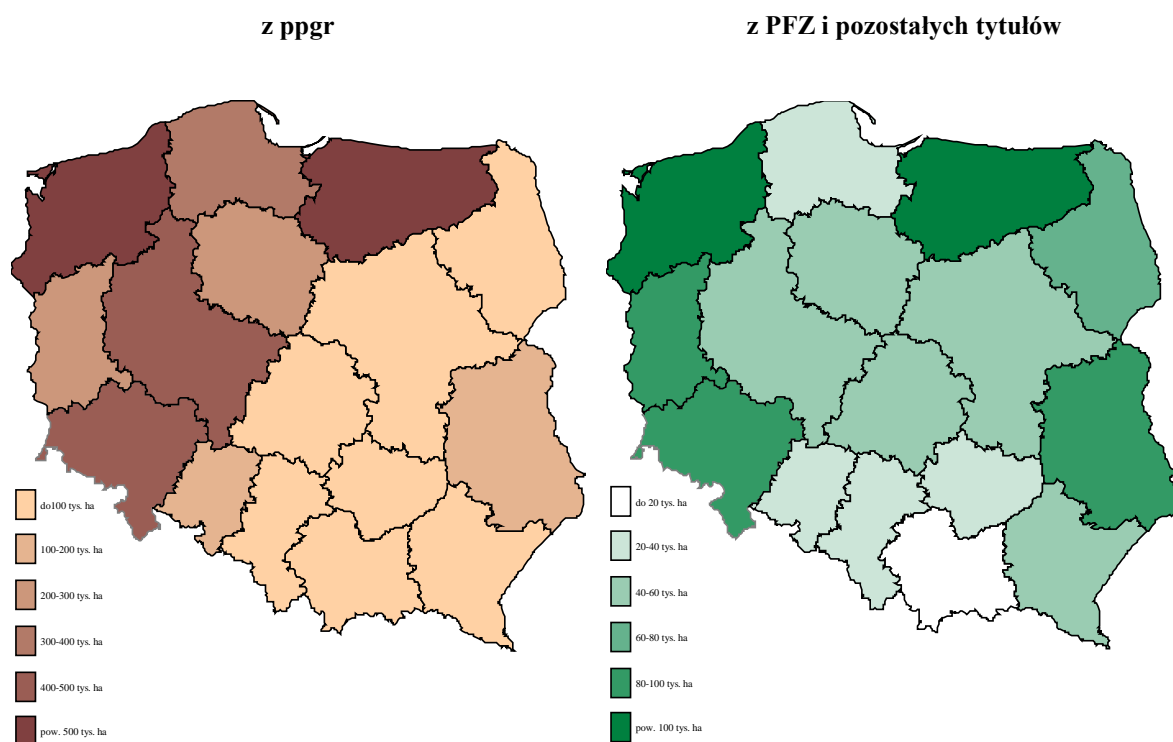 z ppgr
z PFZ i pozostałych tytułów
do100 tys. ha
100-200 tys. ha
200-300 tys. ha
300-400 tys. ha
400-500 tys. ha
pow. 500 tys. ha
do 20 tys. ha
20-40 tys. ha
40-60 tys. ha
60-80 tys. ha
80-100 tys. ha
pow. 100 tys. ha